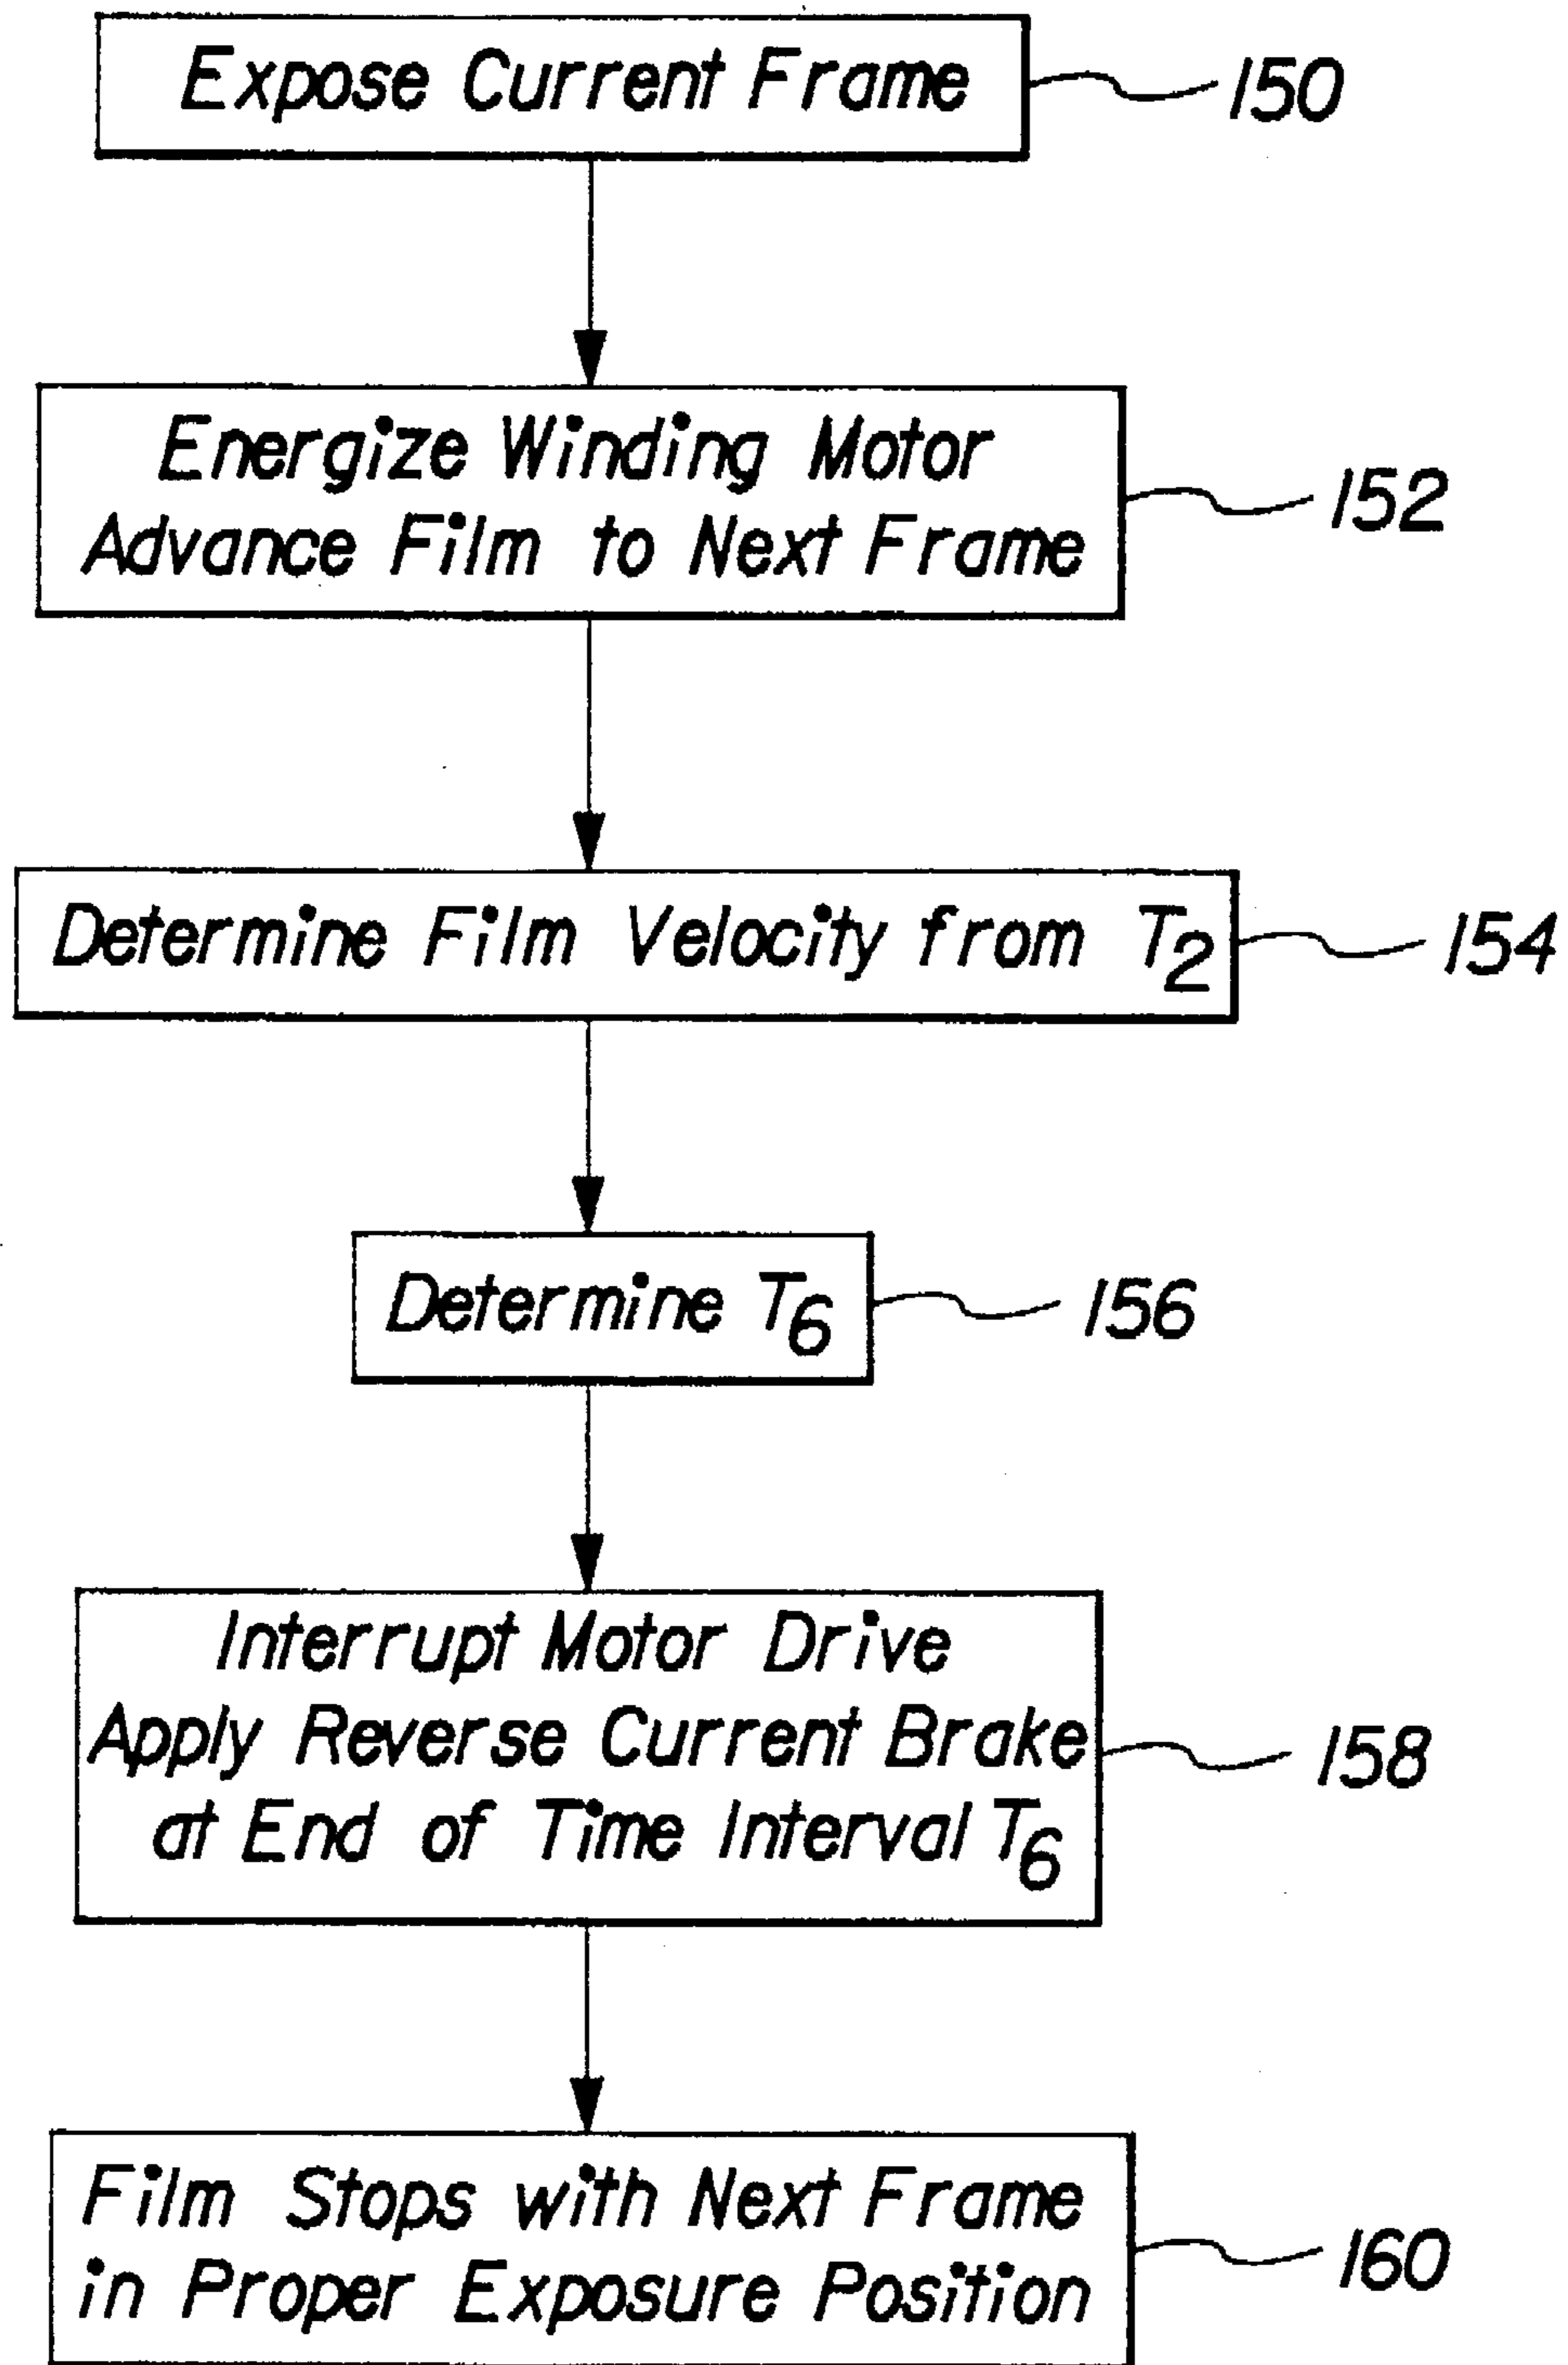 Expose Current Frame
150
Energize Winding Motor
Advance Film to Next Frame
152
Determine Film Velocity from T2
154
Determine T6
156
Interrupt Motor Drive
Apply Reverse Current Brake
at End of Time Interval T6
158
Film Stops with Next Frame
in Proper Exposure Position
160